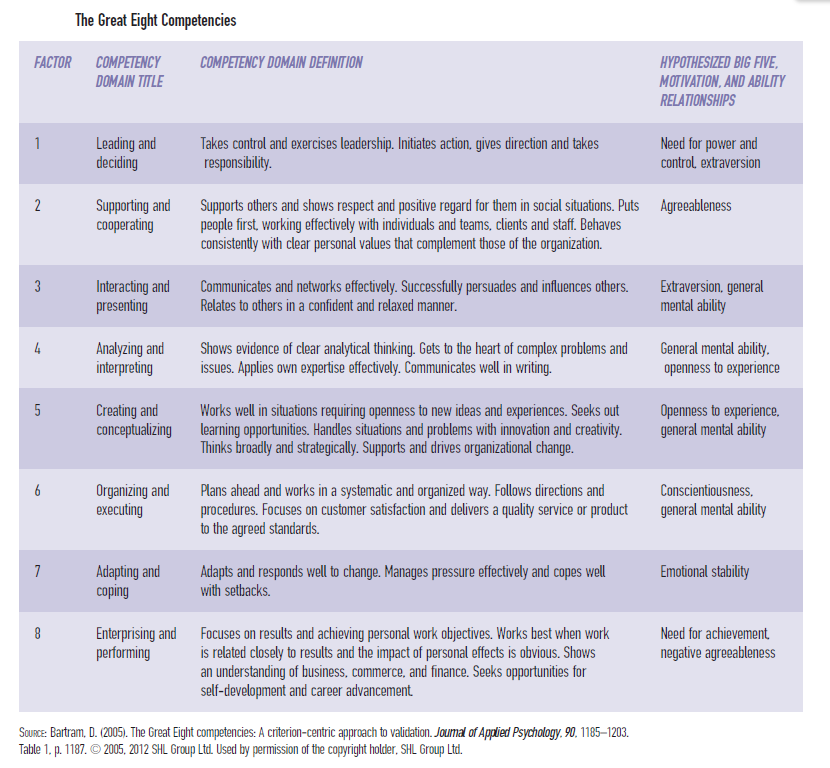 The Great Eight Competencies
FACTOR COMPETENCY DOMAIN TITLE COMPETENCY DOMAIN DEFINITION HYPOTHESIZED BIG FIVE, MOTIVATION, AND ABILITY RELATIONSHIPS
1
Leading and
deciding
Takes control and exercises leadership. Initiates action, gives direction and takes
responsibility.
Need for power and
control, extraversion
2
Supporting and
cooperating
Supports others and shows respect and positive regard for them in social situations. Puts
people first, working effectively with individuals and teams, clients and staff. Behaves
consistently with clear personal values that complement those of the organization.
Agreeableness
3
Interacting and
presenting
Communicates and networks effectively. Successfully persuades and influences others.
Relates to others in a confident and relaxed manner.
Extraversion, general
mental ability
4
Analyzing and
interpreting
Shows evidence of clear analytical thinking. Gets to the heart of complex problems and
issues. Applies own expertise effectively. Communicates well in writing.
General mental ability,
openness to experience
5
Creating and
conceptualizing
Works well in situations requiring openness to new ideas and experiences. Seeks out
learning opportunities. Handles situations and problems with innovation and creativity.
Thinks broadly and strategically. Supports and drives organizational change.
Openness to experience,
general mental ability
6
Organizing and
executing
Plans ahead and works in a systematic and organized way. Follows directions and
procedures. Focuses on customer satisfaction and delivers a quality service or product
to the agreed standards.
Conscientiousness,
general mental ability
7
Adapting and
coping
Adapts and responds well to change. Manages pressure effectively and copes well
with setbacks.
Emotional stability
8
Enterprising and
performing
Focuses on results and achieving personal work objectives. Works best when work
is related closely to results and the impact of personal effects is obvious. Shows
an understanding of business, commerce, and finance. Seeks opportunities for
self-development and career advancement.
Need for achievement,
negative agreeableness
SOURCE: Bartram, D. (2005). The Great Eight competencies: A criterion-centric approach to validation. Journal of Applied Psychology, 90, 1185–1203.
Table 1, p. 1187. © 2005, 2012 SHL Group Ltd. Used by permission of the copyright holder, SHL Group Ltd.